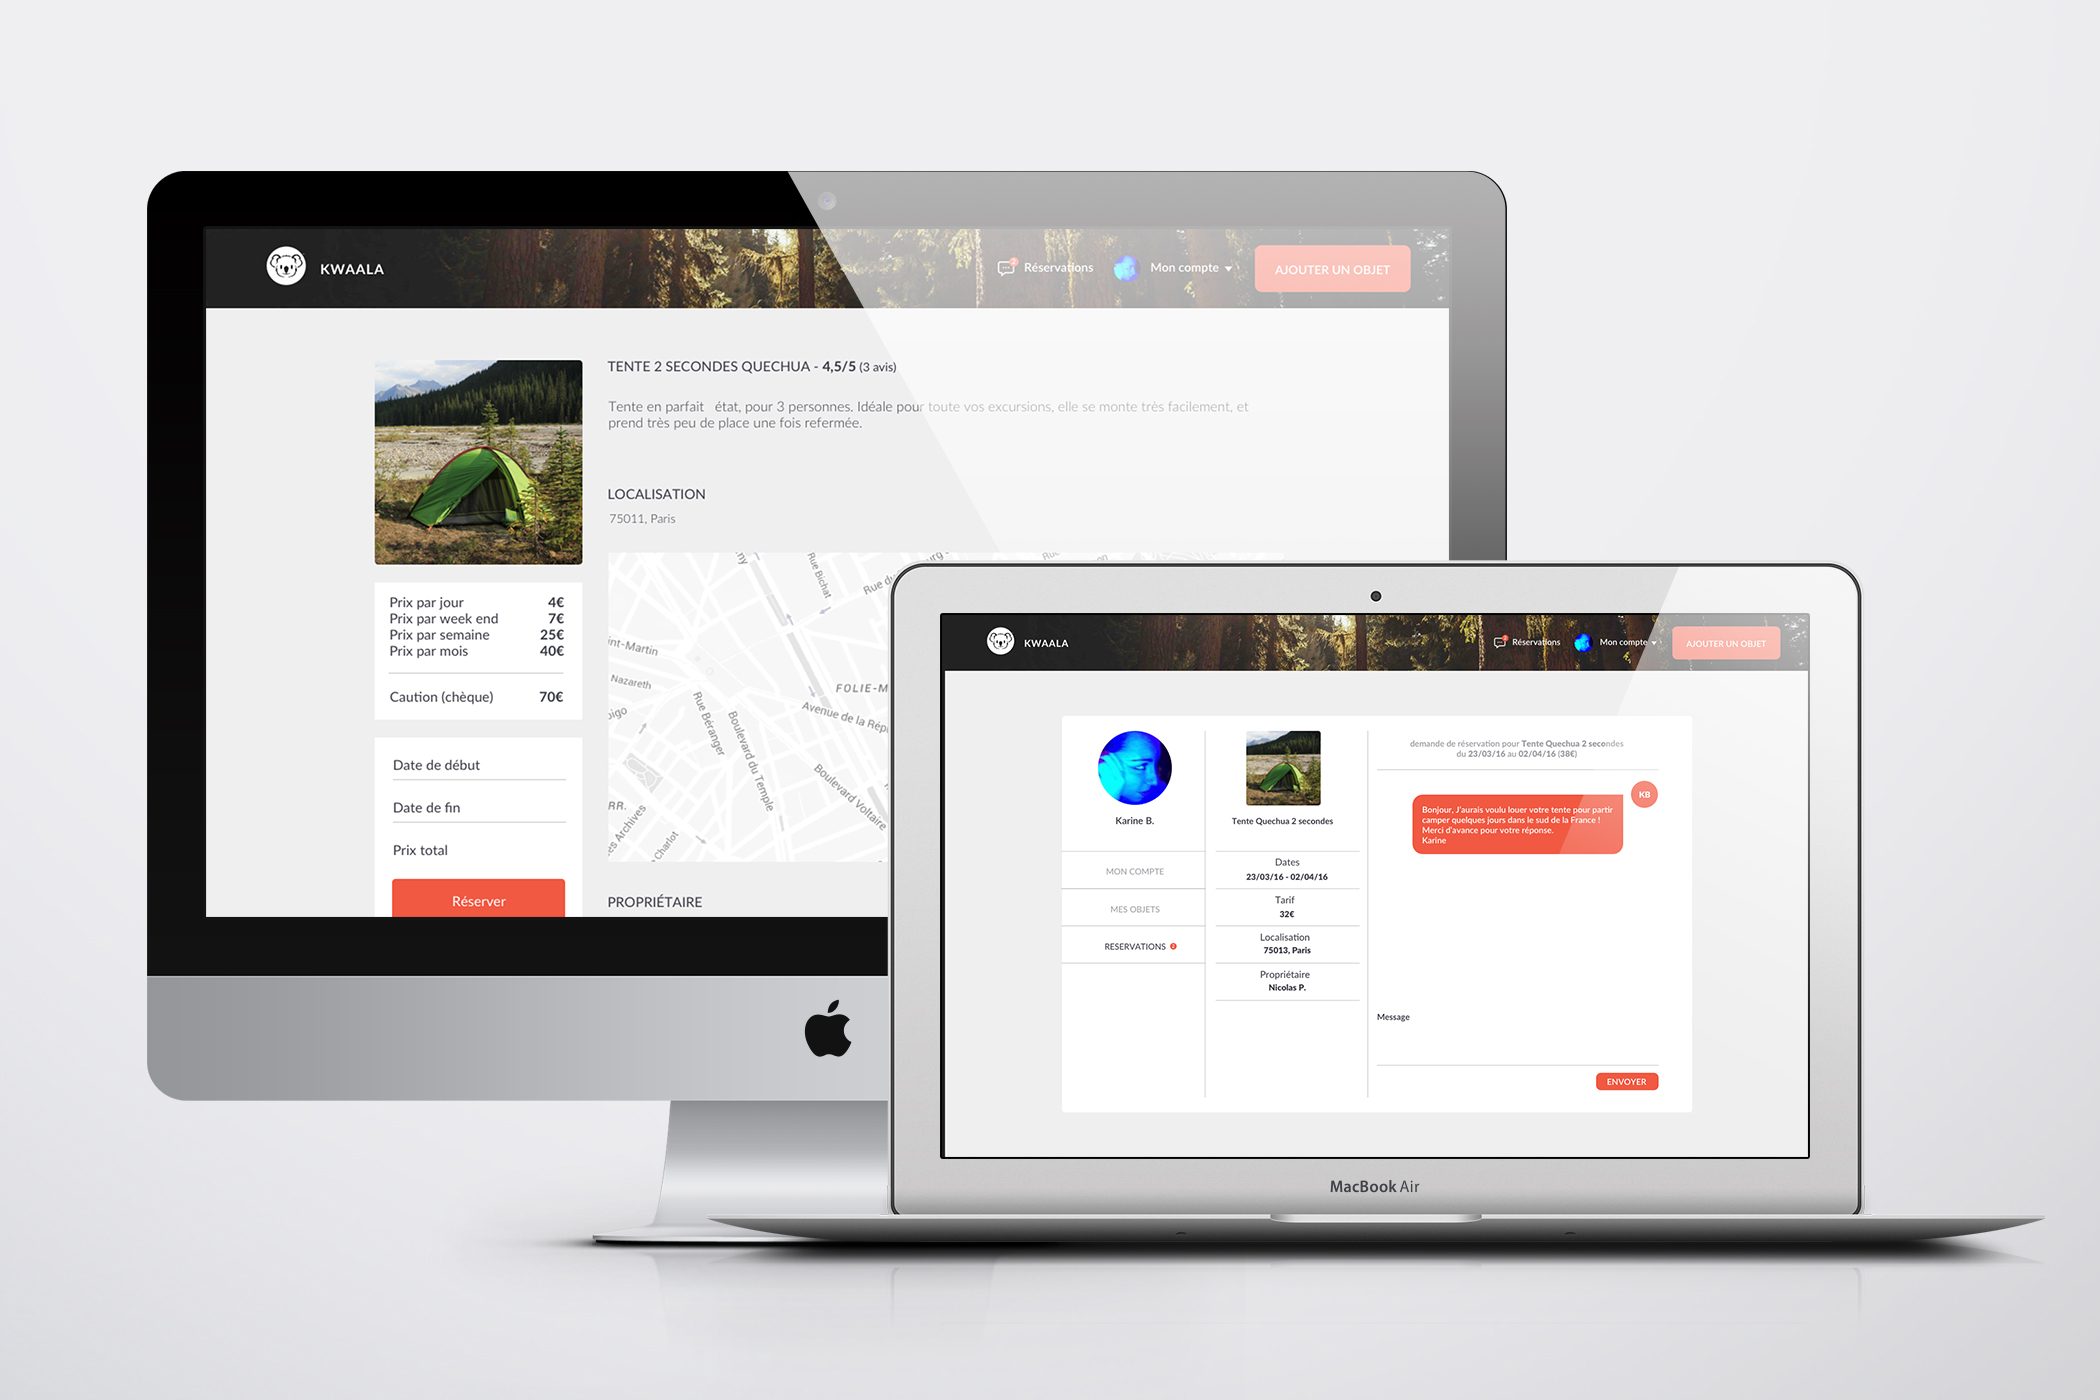 KWAALA
Réservations
Mon compte
AJOUTER UN OBJET
TENTE 2 SECONDES QUECHUA - 4,5/5 (3 avis)
Tente en parfait état, pour 3 personnes. Idéale pour toute vos excursions, elle se monte très facilement, et
prend très peu de place une fois refermée.
LOCALISATION
75011, Paris
Prix par jour 4€
Prix par week end 7€
Prix par semaine 25€
Prix par mois 40€
Caution (chèque) 70€
Date de début
Date de fin
Prix total
Réserver
Rue Bichat
Rue du
int-Martin
Nazareth
FOLIE-M
Avenue de la Répu
Rue Béranger
Boulevard du Temple
Boulevard Voltaire
RR.
es Archives
Charlot
PROPRIÉTAIRE
KWAALA
Réservations
Mon compte
AJOUTER UN OBJET
Karine B.
MON COMPTE
MES OBJETS
RESERVATIONS 2
Tente Quechua 2 secondes
Dates
23/03/16 - 02/04/16
Tarif
32€
Localisation
75013, Paris
Propriétaire
Nicolas P.
demande de réservation pour Tente Quechua 2 secondes
du 23/03/16 au 02/04/16 (38€)
KB
Bonjour, J'aurais voulu louer votre tente pour partir
camper quelques jours dans le sud de la France !
Merci d'avance pour votre réponse.
Karine
Message
ENVOYER
MacBook Air